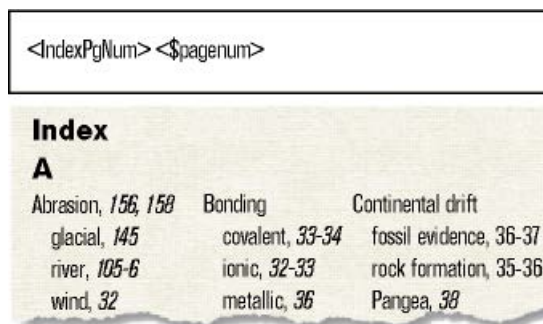 <IndexPgNum> <$pagenum>
Index
A
Abrasion, 156, 158
glacial, 145
river, 105-6
wind, 32
Bonding
covalent, 33-34
ionic, 32-33
metallic, 36
Continental drift
fossil evidence, 36-37
rock formation, 35-36
Pangea, 38